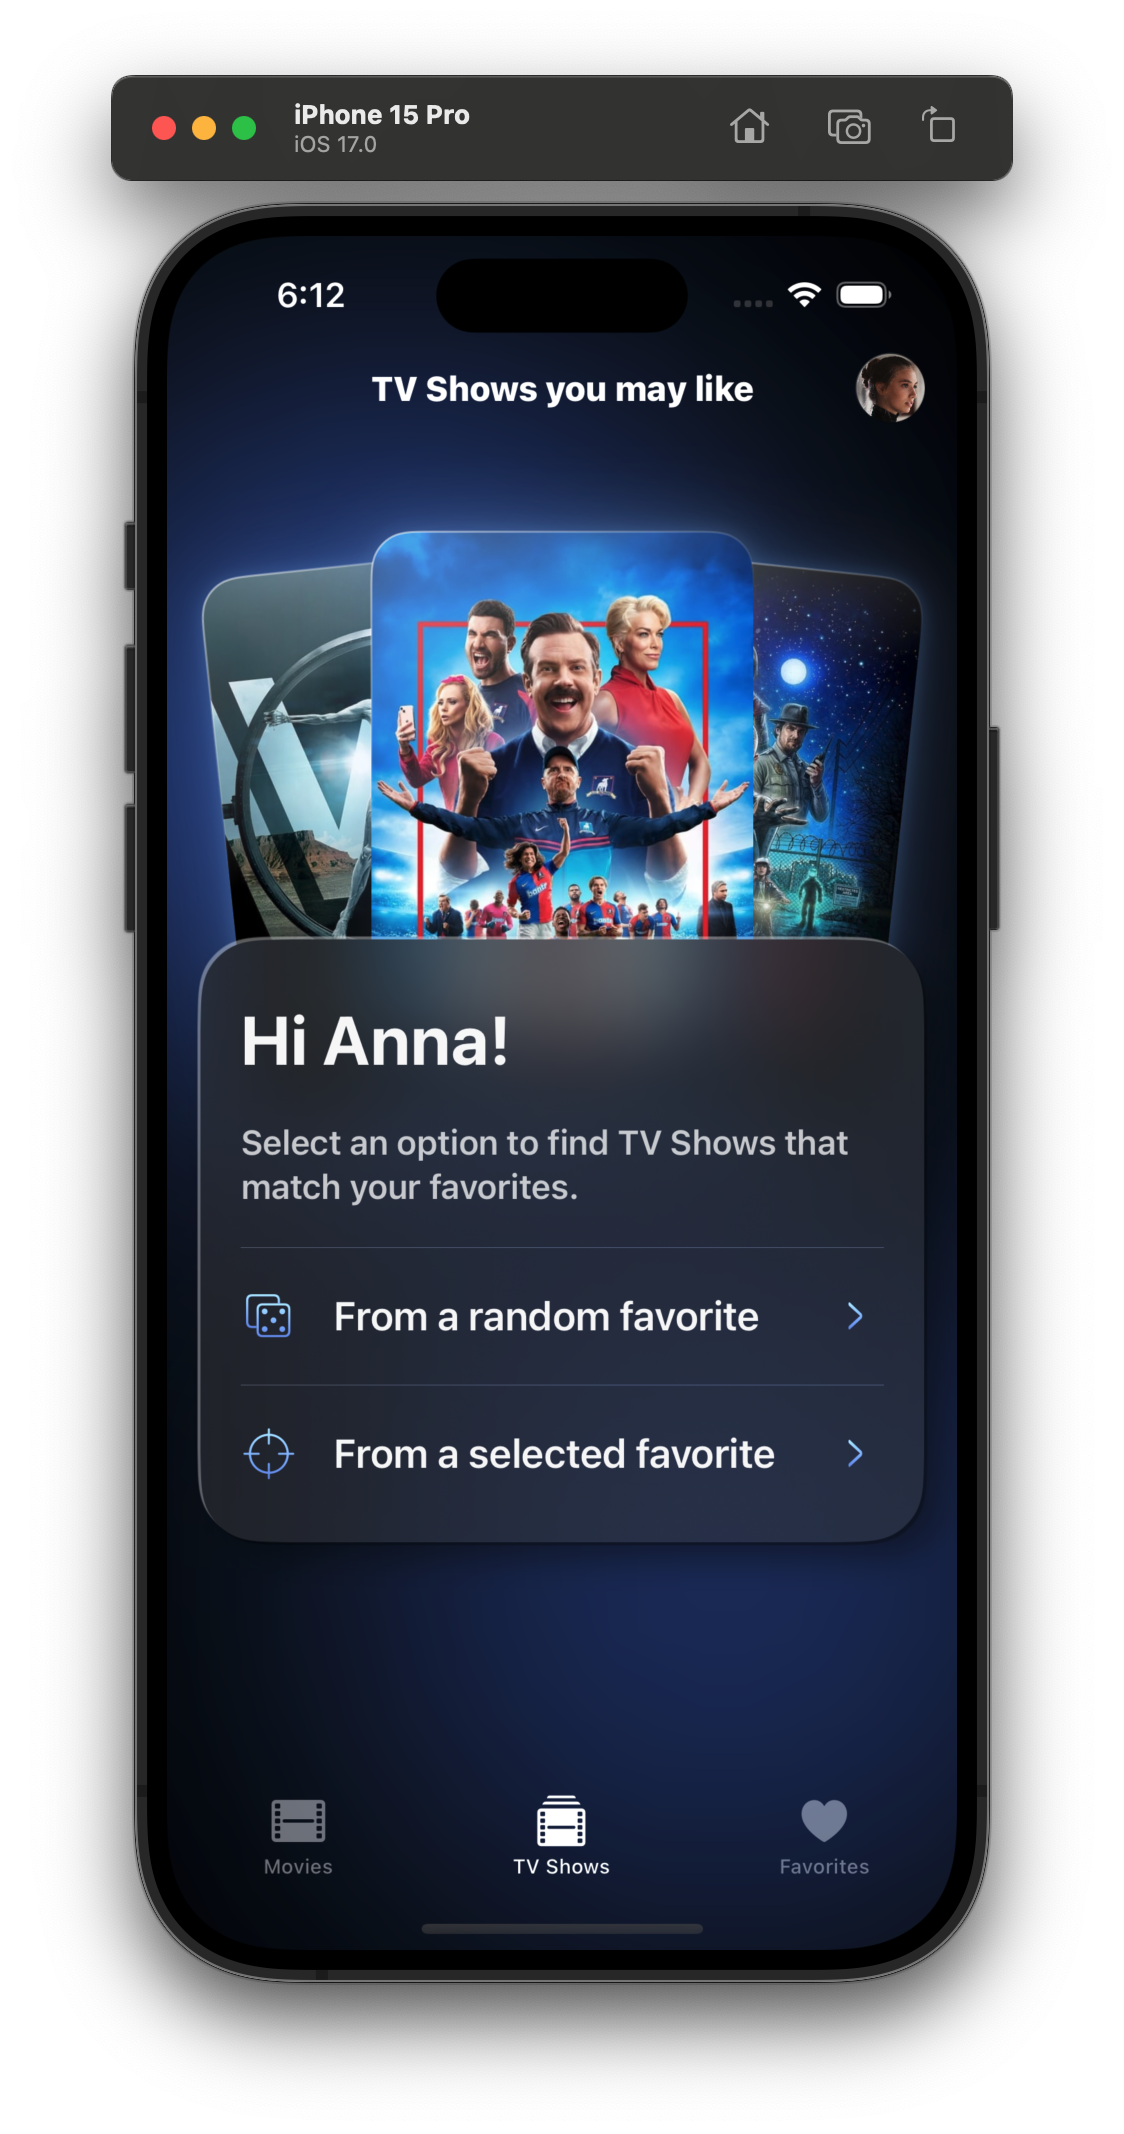 iPhone 15 Pro
iOS 17.0
6:12
TV Shows you may like
W
bantr
Hi Anna!
Select an option to find TV Shows that
match your favorites.
From a random favorite
From a selected favorite
Movies
TV Shows
Favorites